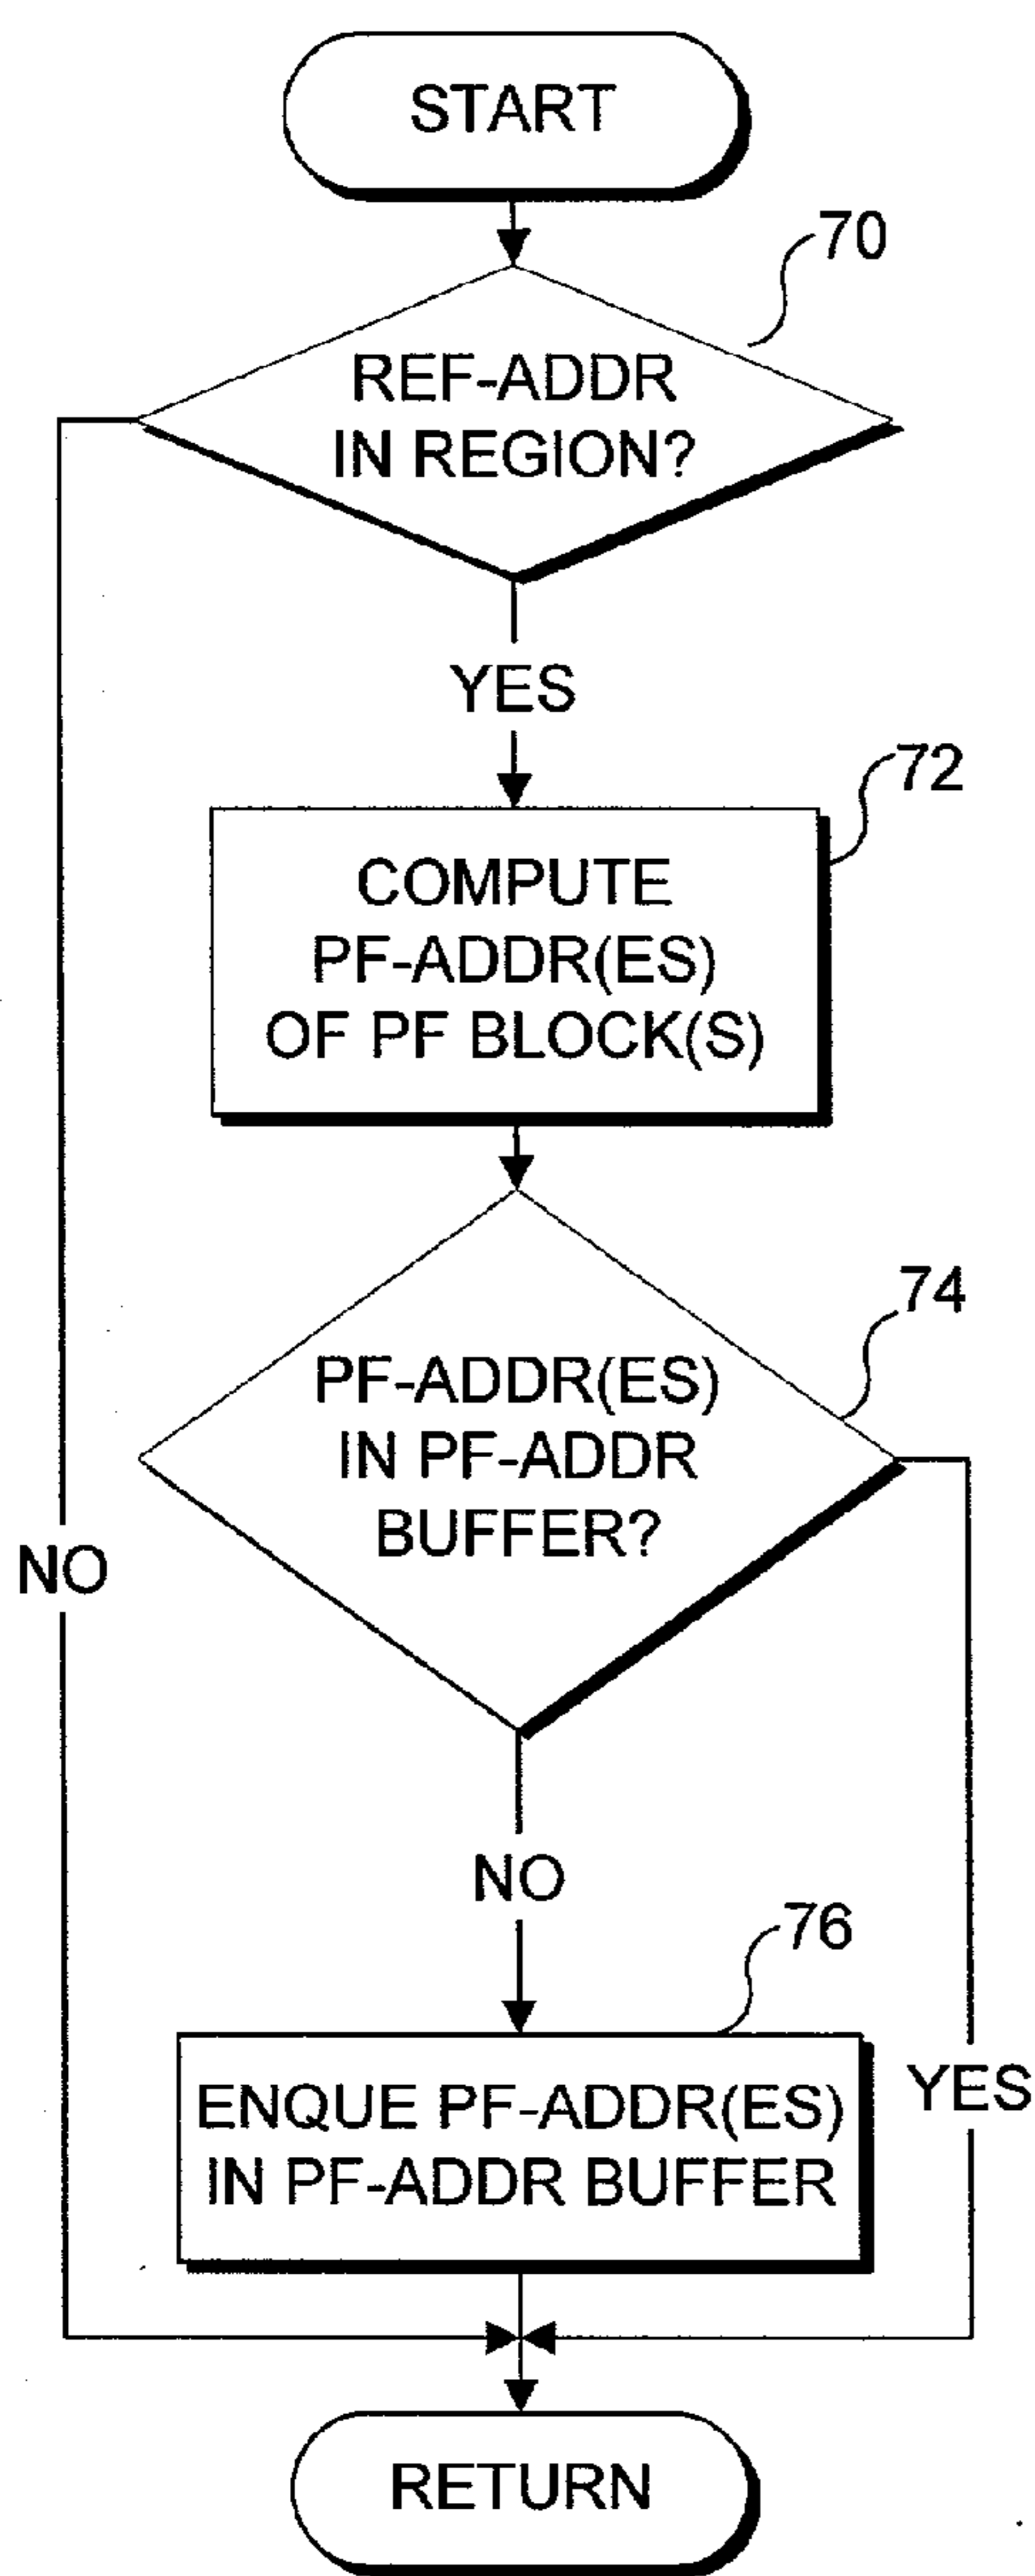 START
70
REF-ADDR
IN REGION?
YES
72
COMPUTE
PF-ADDR(ES)
OF PF BLOCK(S)
74
PF-ADDR(ES)
IN PF-ADDR
BUFFER?
NO
NO
76
ENQUE PF-ADDR(ES)
IN PF-ADDR BUFFER
YES
RETURN